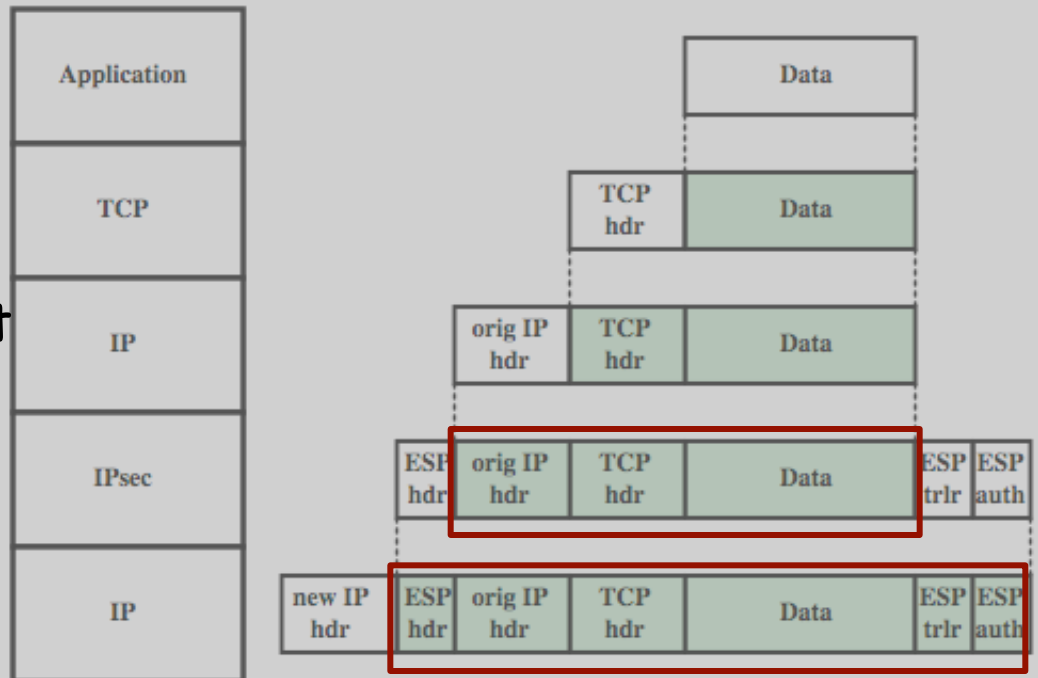 Application
Data
TCP
TCP hdr
Data
IP
orig IP hdr
TCP hdr
Data
IPsec
ESP hdr
orig IP hdr
TCP hdr
Data
ESP trlr
ESP auth
IP
new IP hdr
ESP hdr
orig IP hdr
TCP hdr
Data
ESP trlr
ESP auth